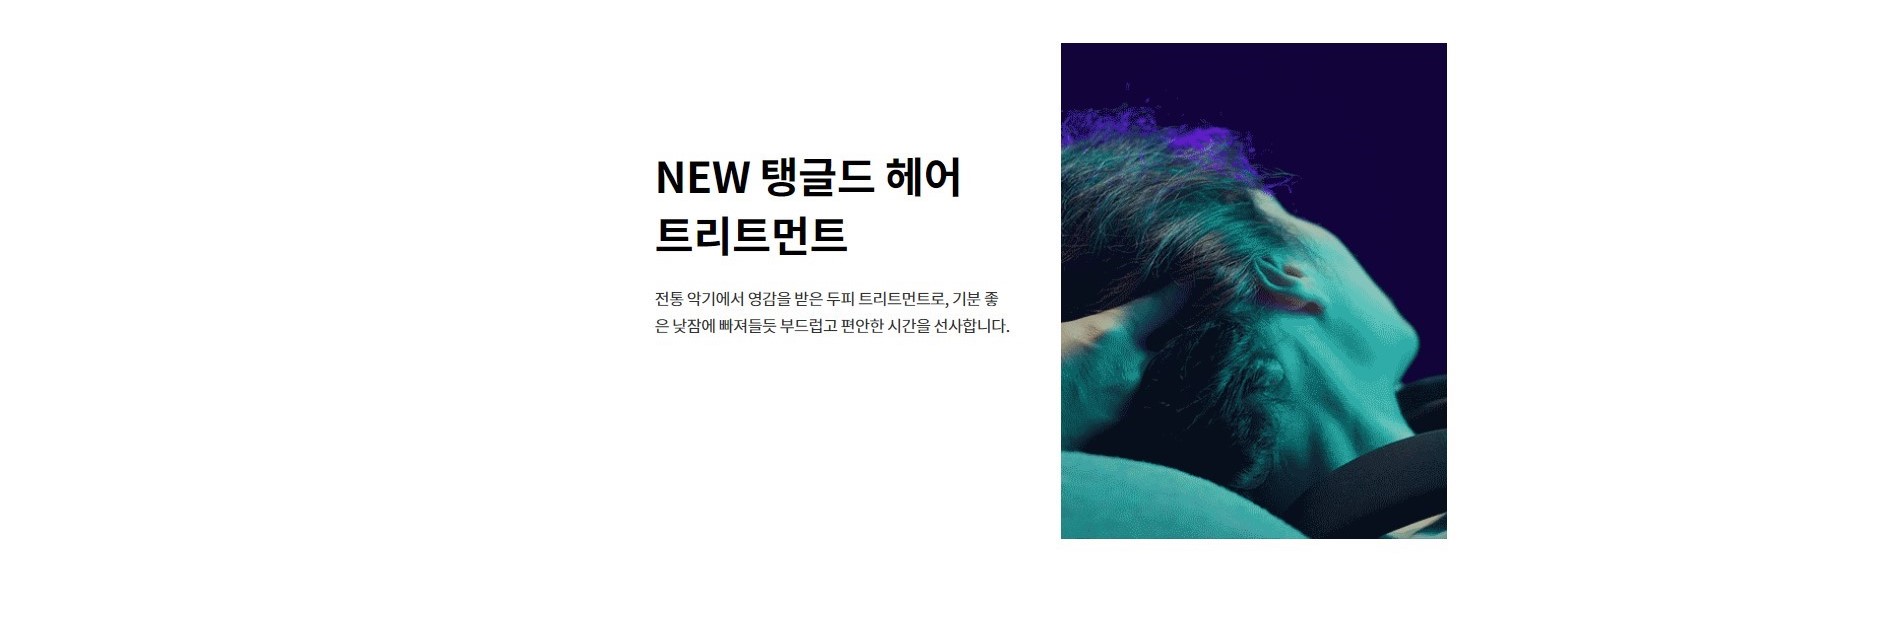 NEW 탱글드 헤어
트리트먼트
전통 악기에서 영감을 받은 두피 트리트먼트로, 기분 좋
은 낮잠에 빠져들듯 부드럽고 편안한 시간을 선사합니다.